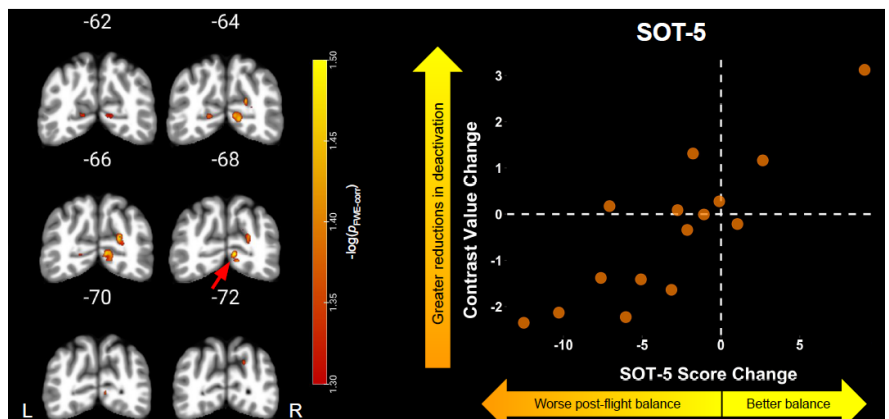 -62 -64
-66 -68
-70 -72
L R
1.50
1.45
1.40
1.35
1.30
-log(pFWE-corr)
SOT-5
Greater reductions in deactivation
Contrast Value Change
3
2
1
0
-1
-2
-10 -5 0 5
SOT-5 Score Change
Worse post-flight balance Better balance